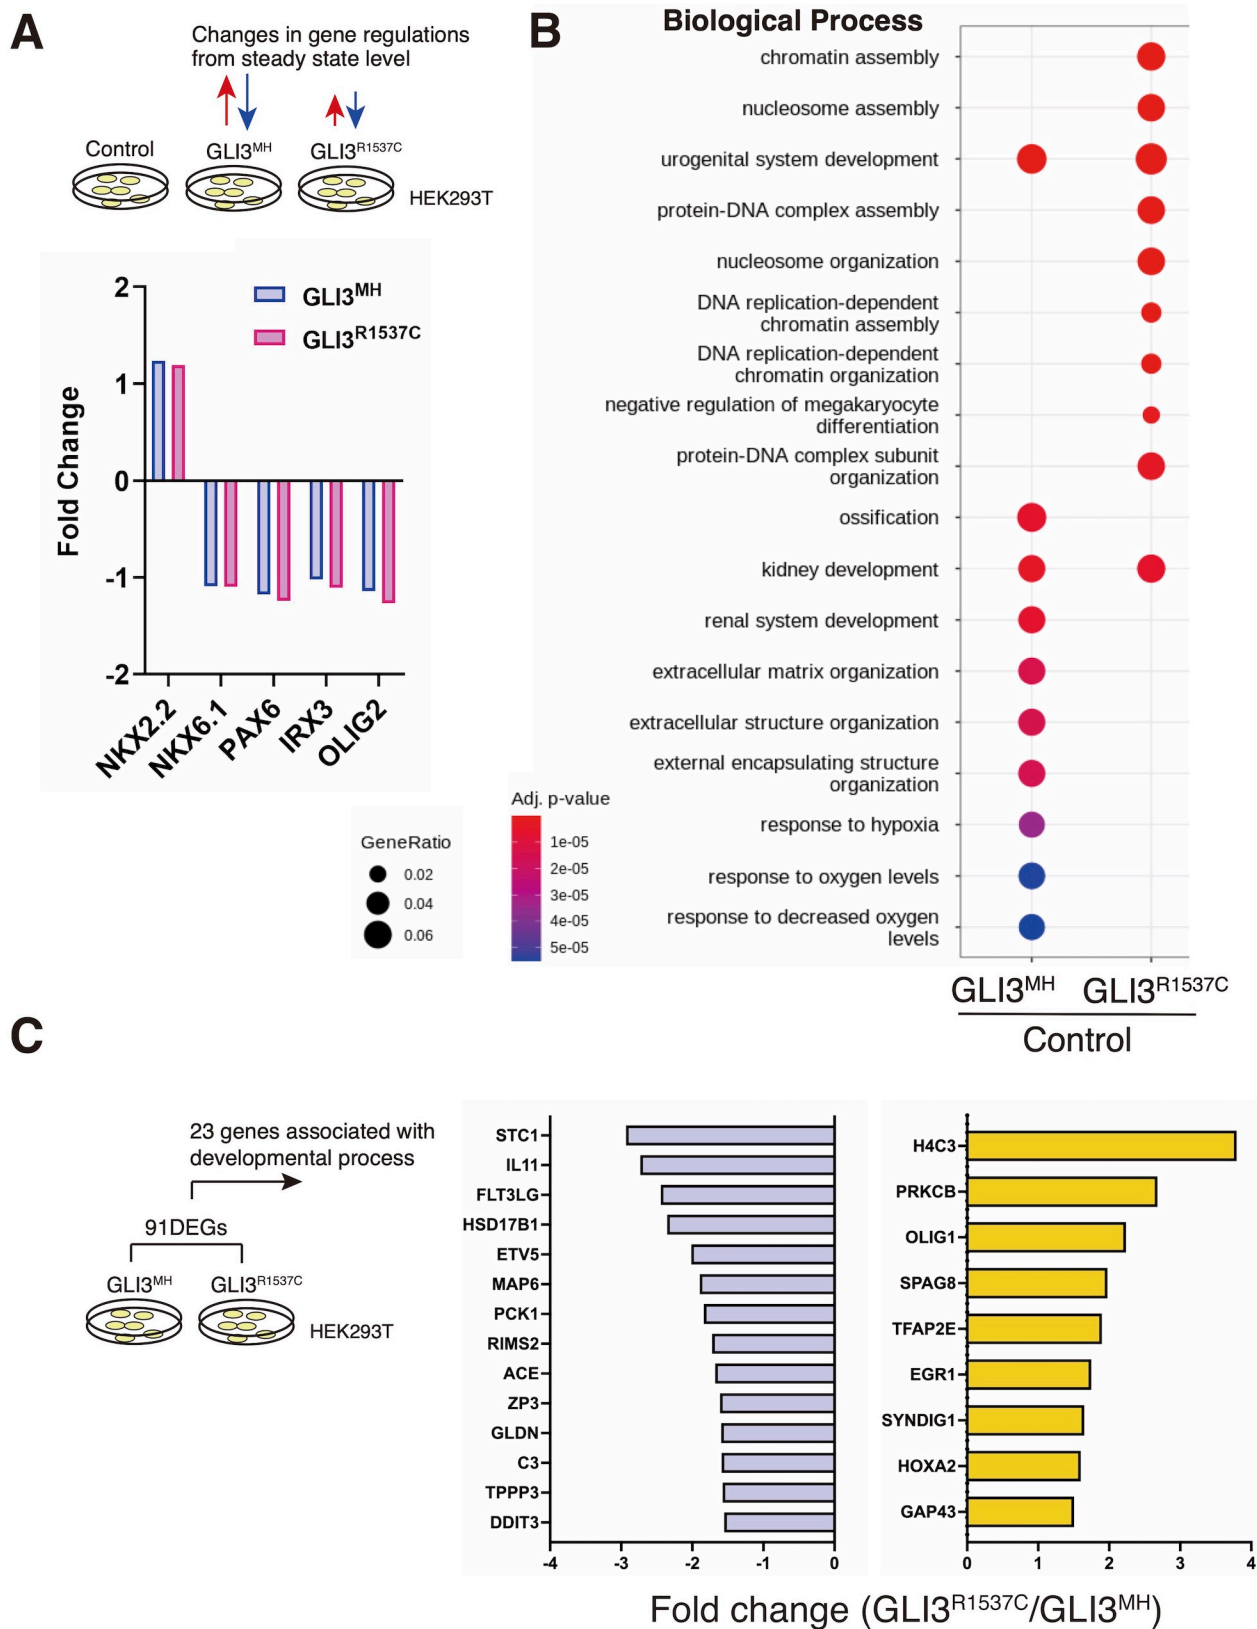 A
Changes in gene regulations
from steady state level
Control
GLI3MH
GLI3R1537C
HEK293T
GLI3MH
GLI3R1537C
Fold Change
2
1
0
-1
-2
NKX2.2
NKX6.1
PAX6
IRX3
OLIG2
B
Biological Process
chromatin assembly
nucleosome assembly
urogenital system development
protein-DNA complex assembly
nucleosome organization
DNA replication-dependent
chromatin assembly
DNA replication-dependent
chromatin organization
negative regulation of megakaryocyte
differentiation
protein-DNA complex subunit
organization
ossification
kidney development
renal system development
extracellular matrix organization
extracellular structure organization
external encapsulating structure
organization
response to hypoxia
response to oxygen levels
response to decreased oxygen
levels
GeneRatio
0.02
0.04
0.06
Adj. p-value
1e-05
2e-05
3e-05
4e-05
5e-05
GLI3MH
GLI3R1537C
Control
C
23 genes associated with
developmental process
91DEGs
GLI3MH
GLI3R1537C
HEK293T
STC1
IL11
FLT3LG
HSD17B1
ETV5
MAP6
PCK1
RIMS2
ACE
ZP3
GLDN
C3
TPPP3
DDIT3
-4
-3
-2
-1
0
H4C3
PRKCB
OLIG1
SPAG8
TFAP2E
EGR1
SYNDIG1
HOXA2
GAP43
0
1
2
3
4
Fold change (GLI3R1537C/GLI3MH)